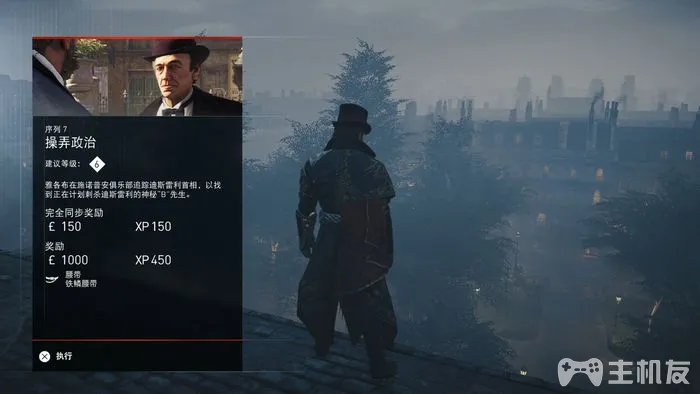 序列 7
操弄政治
建议等级： 6
雅各布在施诺普安俱乐部追踪迪斯雷利首相，以找
到正在计划刺杀迪斯雷利的神秘“B”先生。
完全同步奖励
£ 150 XP 150
奖励
£ 1000 XP 450
腰带
铁鳞腰带
执行
主机友